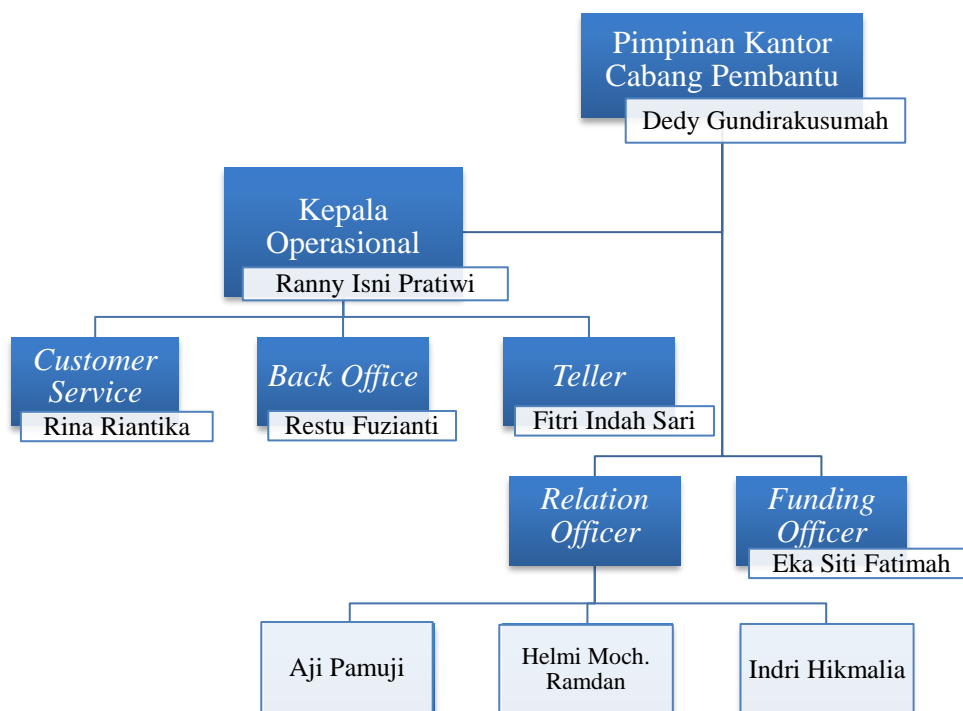 Pimpinan Kantor
Cabang Pembantu
Dedy Gundirakusumah
Kepala
Operasional
Ranny Isni Pratiwi
Customer
Service
Rina Riantika
Back Office
Restu Fuzianti
Teller
Fitri Indah Sari
Relation
Officer
Funding
Officer
Eka Siti Fatimah
Aji Pamuji
Helmi Moch.
Ramdan
Indri Hikmalia